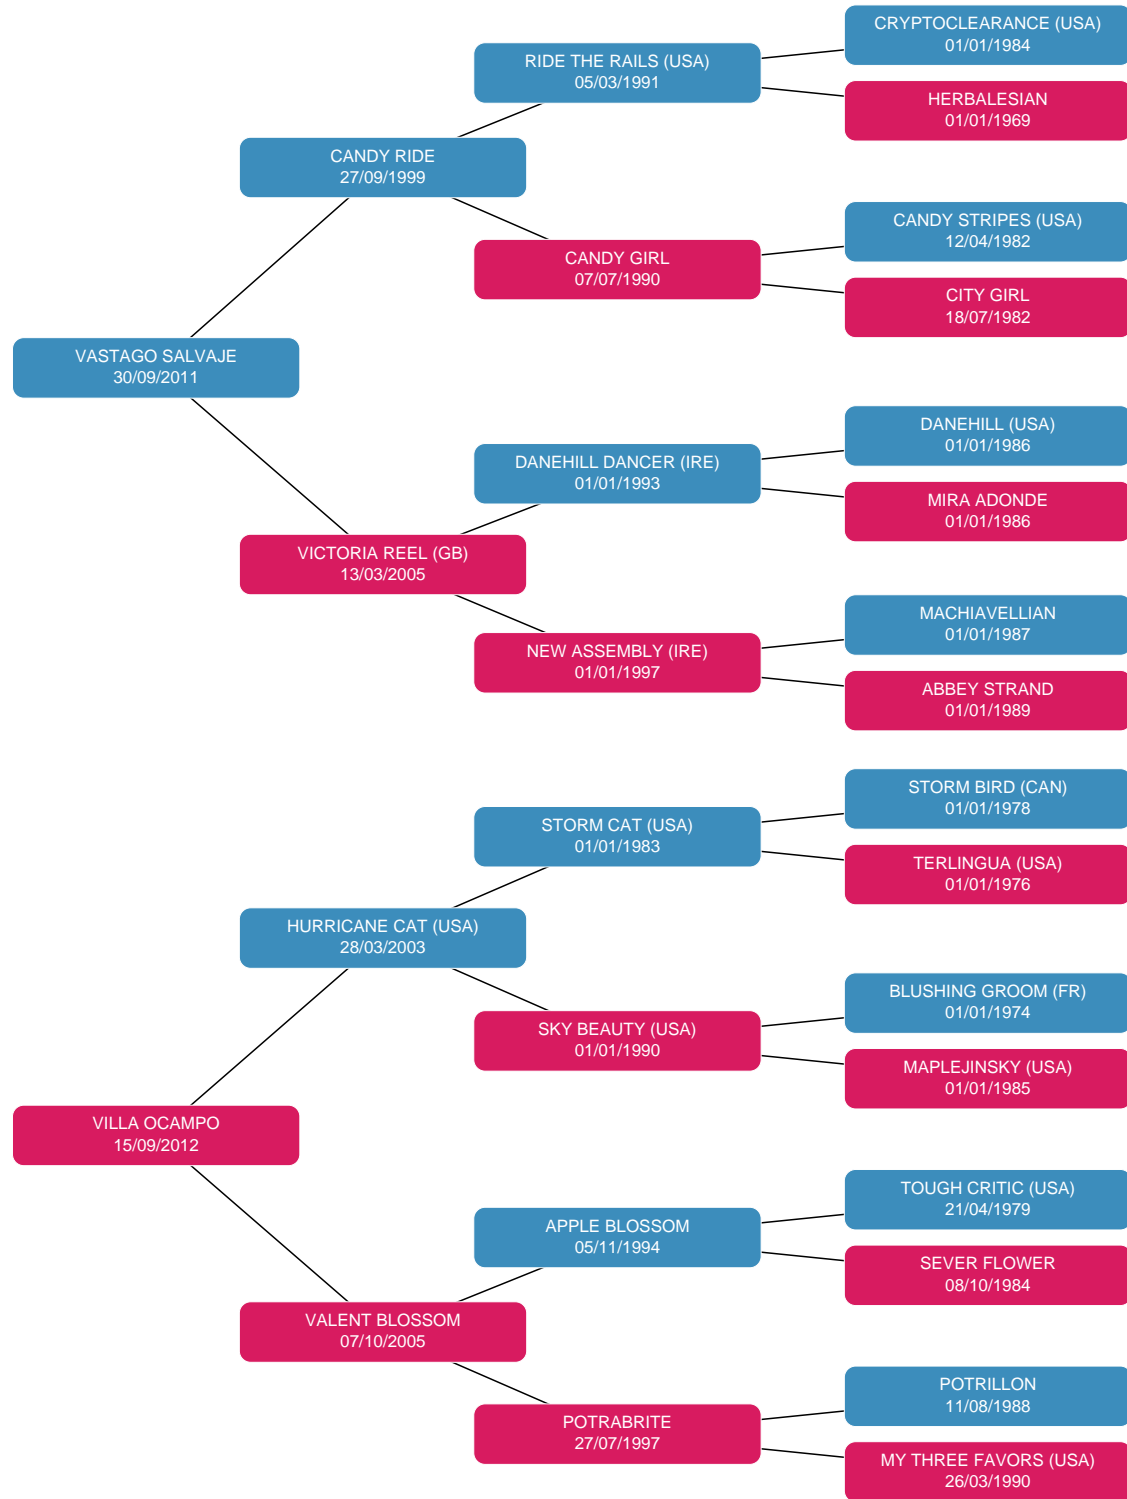 CRYPTOCLEARANCE (USA)
01/01/1984
RIDE THE RAILS (USA)
05/03/1991
HERBALESIAN
01/01/1969
CANDY RIDE
27/09/1999
CANDY STRIPES (USA)
12/04/1982
CANDY GIRL
07/07/1990
CITY GIRL
18/07/1982
VASTAGO SALVAJE
30/09/2011
DANEHILL (USA)
01/01/1986
DANEHILL DANCER (IRE)
01/01/1993
MIRA ADONDE
01/01/1986
VICTORIA REEL (GB)
13/03/2005
MACHIAVELLIAN
01/01/1987
NEW ASSEMBLY (IRE)
01/01/1997
ABBEY STRAND
01/01/1989
STORM BIRD (CAN)
01/01/1978
STORM CAT (USA)
01/01/1983
TERLINGUA (USA)
01/01/1976
HURRICANE CAT (USA)
28/03/2003
BLUSHING GROOM (FR)
01/01/1974
SKY BEAUTY (USA)
01/01/1990
MAPLEJINSKY (USA)
01/01/1985
VILLA OCAMPO
15/09/2012
TOUGH CRITIC (USA)
21/04/1979
APPLE BLOSSOM
05/11/1994
SEVER FLOWER
08/10/1984
VALENT BLOSSOM
07/10/2005
POTRILLON
11/08/1988
POTRABRITE
27/07/1997
MY THREE FAVORS (USA)
26/03/1990